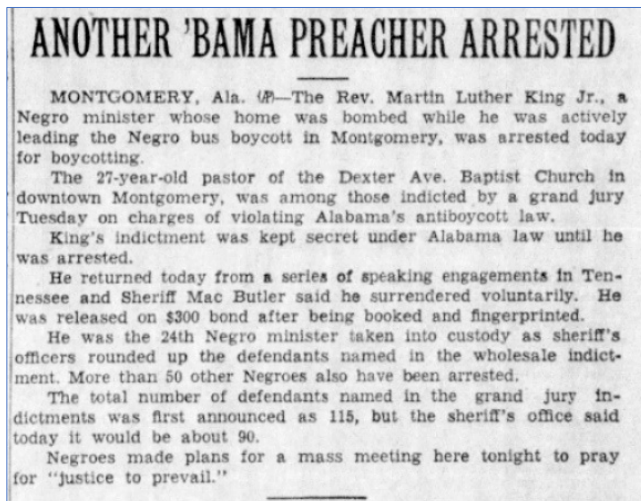 ANOTHER 'BAMA PREACHER ARRESTED
MONTGOMERY, Ala. (AP)—The Rev. Martin Luther King Jr., a
Negro minister whose home was bombed while he was actively
leading the Negro bus boycott in Montgomery, was arrested today
for boycotting.
The 27-year-old pastor of the Dexter Ave. Baptist Church in
downtown Montgomery, was among those indicted by a grand jury
Tuesday on charges of violating Alabama's antiboycott law.
King's indictment was kept secret under Alabama law until he
was arrested.
He returned today from a series of speaking engagements in Ten-
nessee and Sheriff Mac Butler said he surrendered voluntarily. He
was released on $300 bond after being booked and fingerprinted.
He was the 24th Negro minister taken into custody as sheriff's
officers rounded up the defendants named in the wholesale indict-
ment. More than 50 other Negroes also have been arrested.
The total number of defendants named in the grand jury in-
dictments was first announced as 115, but the sheriff's office said
today it would be about 90.
Negroes made plans for a mass meeting here tonight to pray
for "justice to prevail."